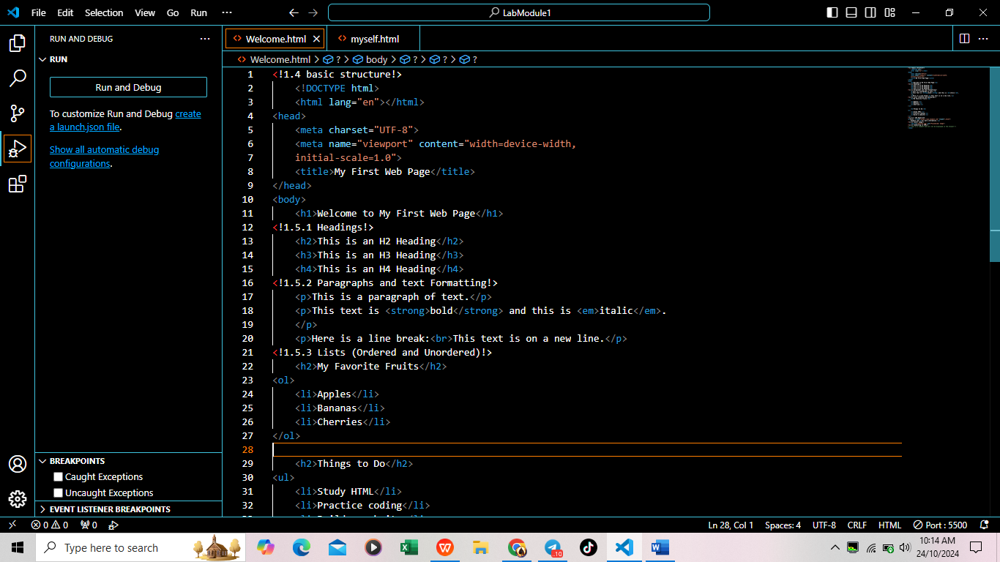 File Edit Selection View Go Run ···
LabModule1
RUN AND DEBUG ···
RUN
Run and Debug
To customize Run and Debug create
a launch.json file.
Show all automatic debug
configurations.
BREAKPOINTS
Caught Exceptions
Uncaught Exceptions
EVENT LISTENER BREAKPOINTS
Welcome.html myself.html
Welcome.html > ? > body > ? > ? > ?
1 <!1.4 basic structure!>
2 <!DOCTYPE html>
3 <html lang="en"></html>
4 <head>
5 <meta charset="UTF-8">
6 <meta name="viewport" content="width=device-width,
7 initial-scale=1.0">
8 <title>My First Web Page</title>
9 </head>
10 <body>
11 <h1>Welcome to My First Web Page</h1>
12 <!1.5.1 Headings!>
13 <h2>This is an H2 Heading</h2>
14 <h3>This is an H3 Heading</h3>
15 <h4>This is an H4 Heading</h4>
16 <!1.5.2 Paragraphs and text Formatting!>
17 <p>This is a paragraph of text.</p>
18 <p>This text is <strong>bold</strong> and this is <em>italic</em>.
19 </p>
20 <p>Here is a line break:<br>This text is on a new line.</p>
21 <!1.5.3 Lists (Ordered and Unordered)!>
22 <h2>My Favorite Fruits</h2>
23 <ol>
24 <li>Apples</li>
25 <li>Bananas</li>
26 <li>Cherries</li>
27 </ol>
28
29 <h2>Things to Do</h2>
30 <ul>
31 <li>Study HTML</li>
32 <li>Practice coding</li>
0 0 0 Ln 28, Col 1 Spaces: 4 UTF-8 CRLF HTML Port : 5500
Type here to search
10
10:14 AM
24/10/2024